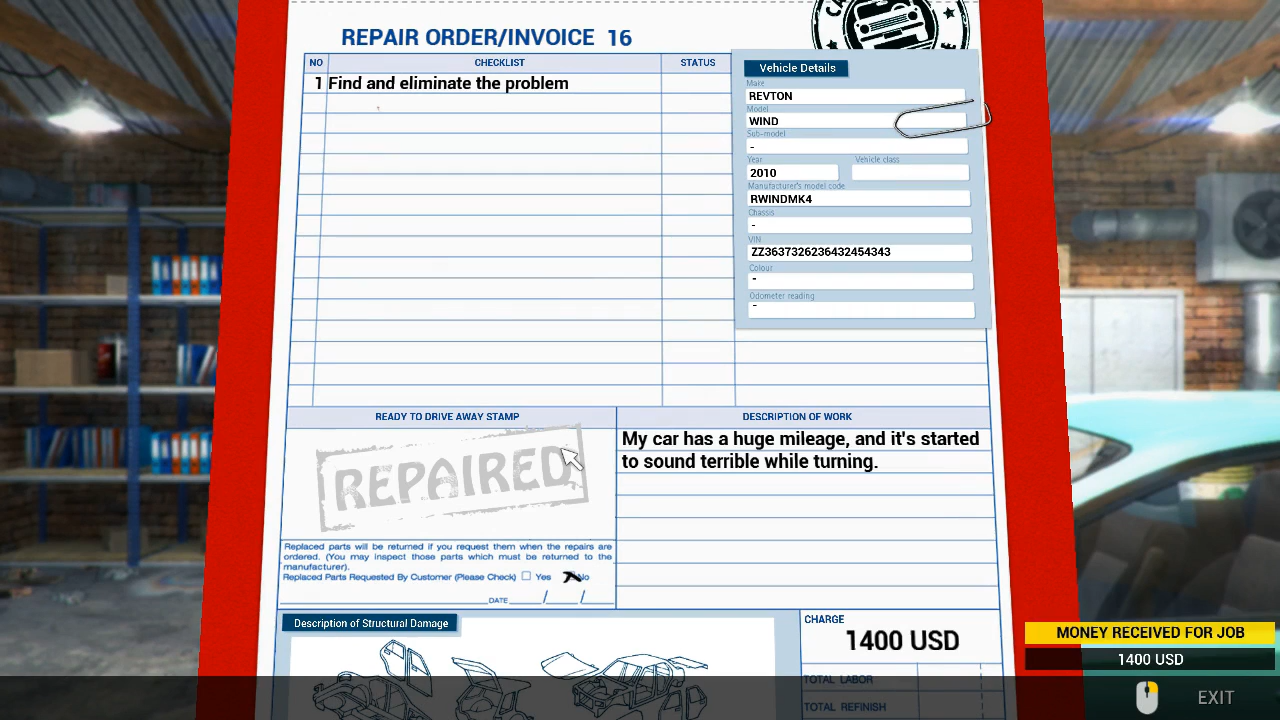 REPAIR ORDER/INVOICE 16
NO CHECKLIST STATUS
1 Find and eliminate the problem
Vehicle Details
Make
REVTON
Model
WIND
Sub-model
-
Year Vehicle class
2010
Manufacturer's model code
RWINDMK4
Chassis
-
VIN
ZZ3637326236432454343
Colour
-
Odometer reading
-
READY TO DRIVE AWAY STAMP
DESCRIPTION OF WORK
My car has a huge mileage, and it's started
to sound terrible while turning.
REPAIRED
Replaced parts will be returned if you request them when the repairs are
ordered. (You may inspect those parts which must be returned to the
manufacturer).
Replaced Parts Requested By Customer (Please Check) Yes No
DATE / /
Description of Structural Damage
CHARGE
1400 USD
TOTAL LABOR
TOTAL REFINISH
MONEY RECEIVED FOR JOB
1400 USD
EXIT